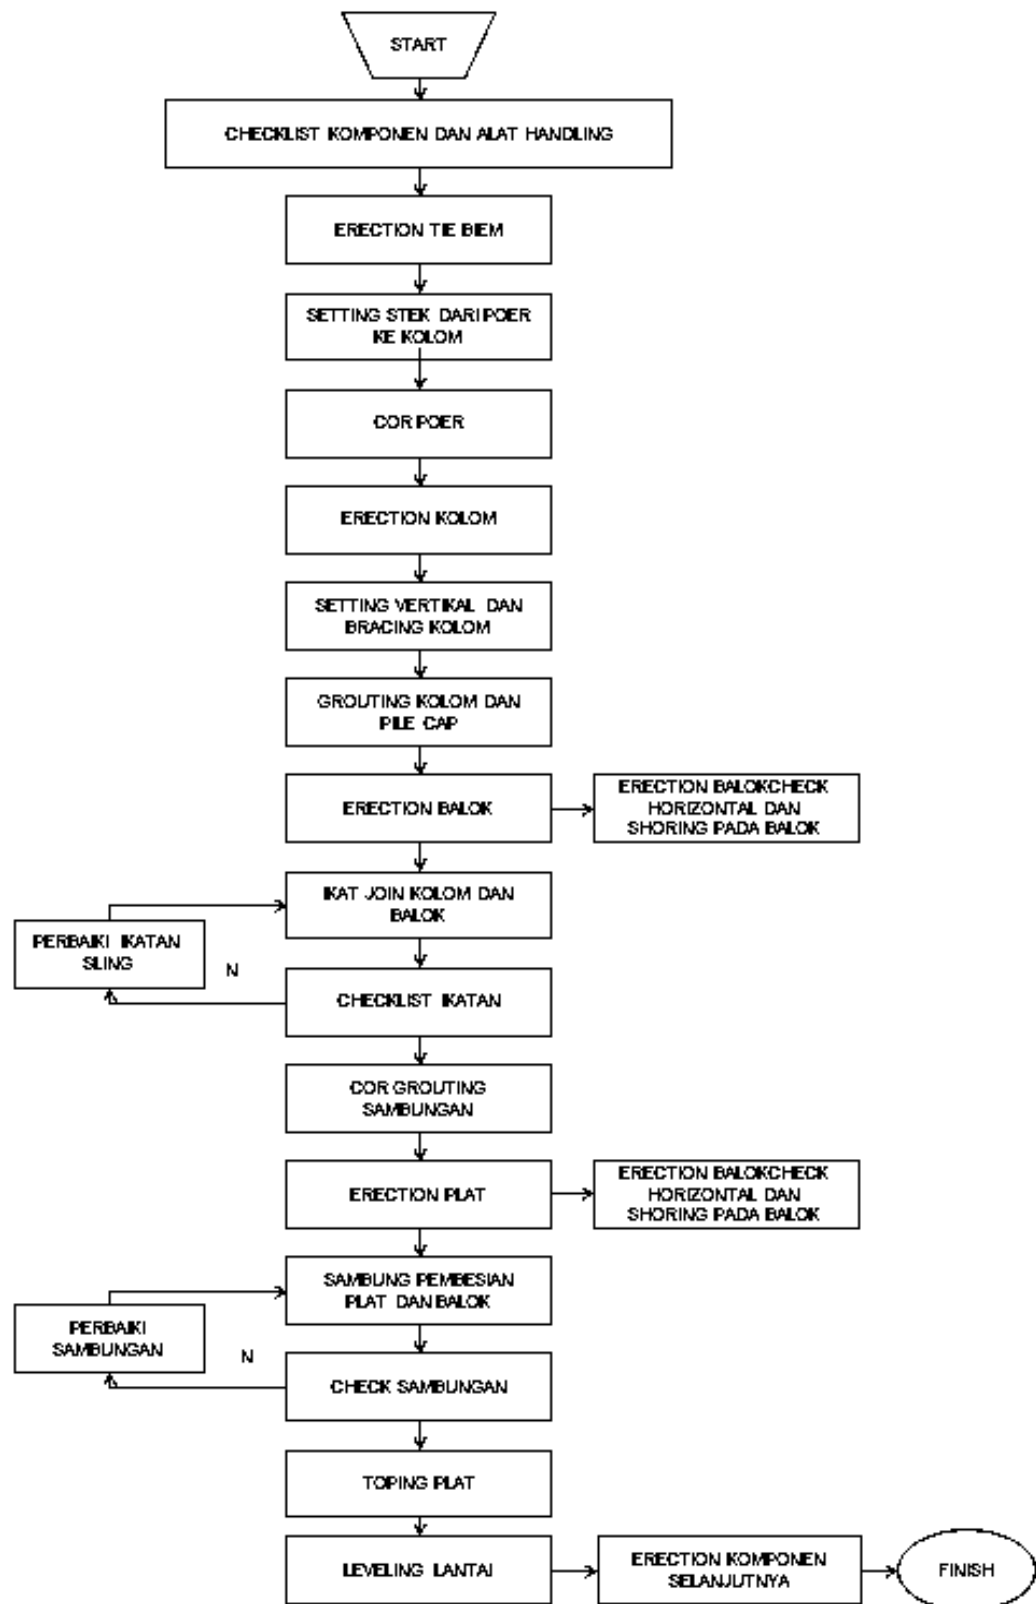 START
CHECKLIST KOMPONEN DAN ALAT HANDLING
ERECTION TIE BIEM
SETTING STEK DARI POER
KE KOLOM
COR POER
ERECTION KOLOM
SETTING VERTIKAL DAN
BRACING KOLOM
GROUTING KOLOM DAN
PILE CAP
ERECTION BALOK
ERECTION BALOKCHECK
HORIZONTAL DAN
SHORING PADA BALOK
IKAT JOIN KOLOM DAN
BALOK
PERBAIKI IKATAN
SLING
N
CHECKLIST IKATAN
COR GROUTING
SAMBUNGAN
ERECTION PLAT
ERECTION BALOKCHECK
HORIZONTAL DAN
SHORING PADA BALOK
SAMBUNG PEMBESIAN
PLAT DAN BALOK
PERBAIKI
SAMBUNGAN
N
CHECK SAMBUNGAN
TOPING PLAT
LEVELING LANTAI
ERECTION KOMPONEN
SELANJUTNYA
FINISH